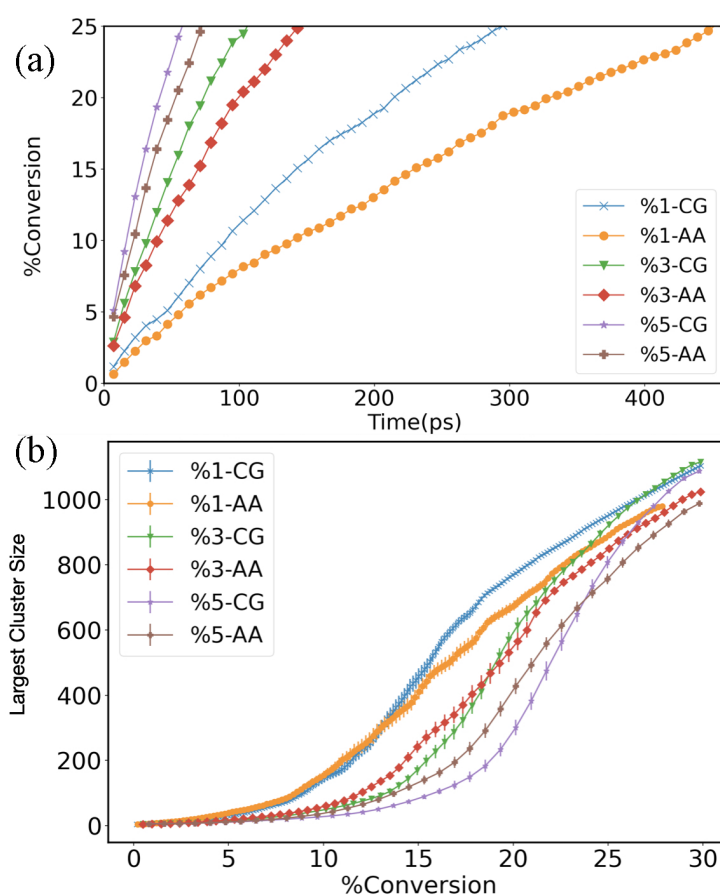 (a)
%Conversion
25
20
15
10
5
0
0 100 200 300 400
Time(ps)
%1-CG
%1-AA
%3-CG
%3-AA
%5-CG
%5-AA
(b)
Largest Cluster Size
1000
800
600
400
200
0
0 5 10 15 20 25 30
%Conversion
%1-CG
%1-AA
%3-CG
%3-AA
%5-CG
%5-AA